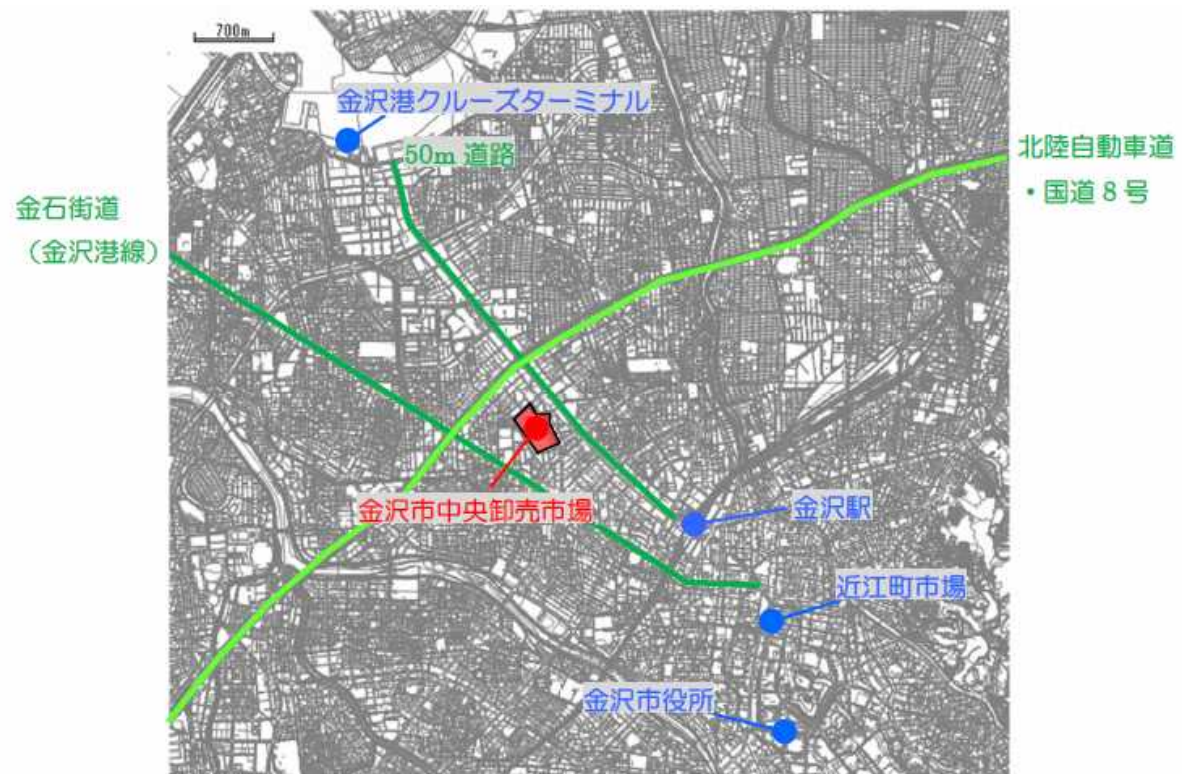 700m
金沢港クルーズターミナル
50m 道路
北陸自動車道
・国道8号
金石街道
（金沢港線）
金沢市中央卸売市場
金沢駅
近江町市場
金沢市役所